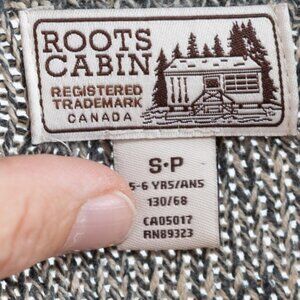 ROOTS
CABIN
REGISTERED
TRADEMARK
CANADA
S•P
5-6 YRS/ANS
130/68
CA05017
RN89323